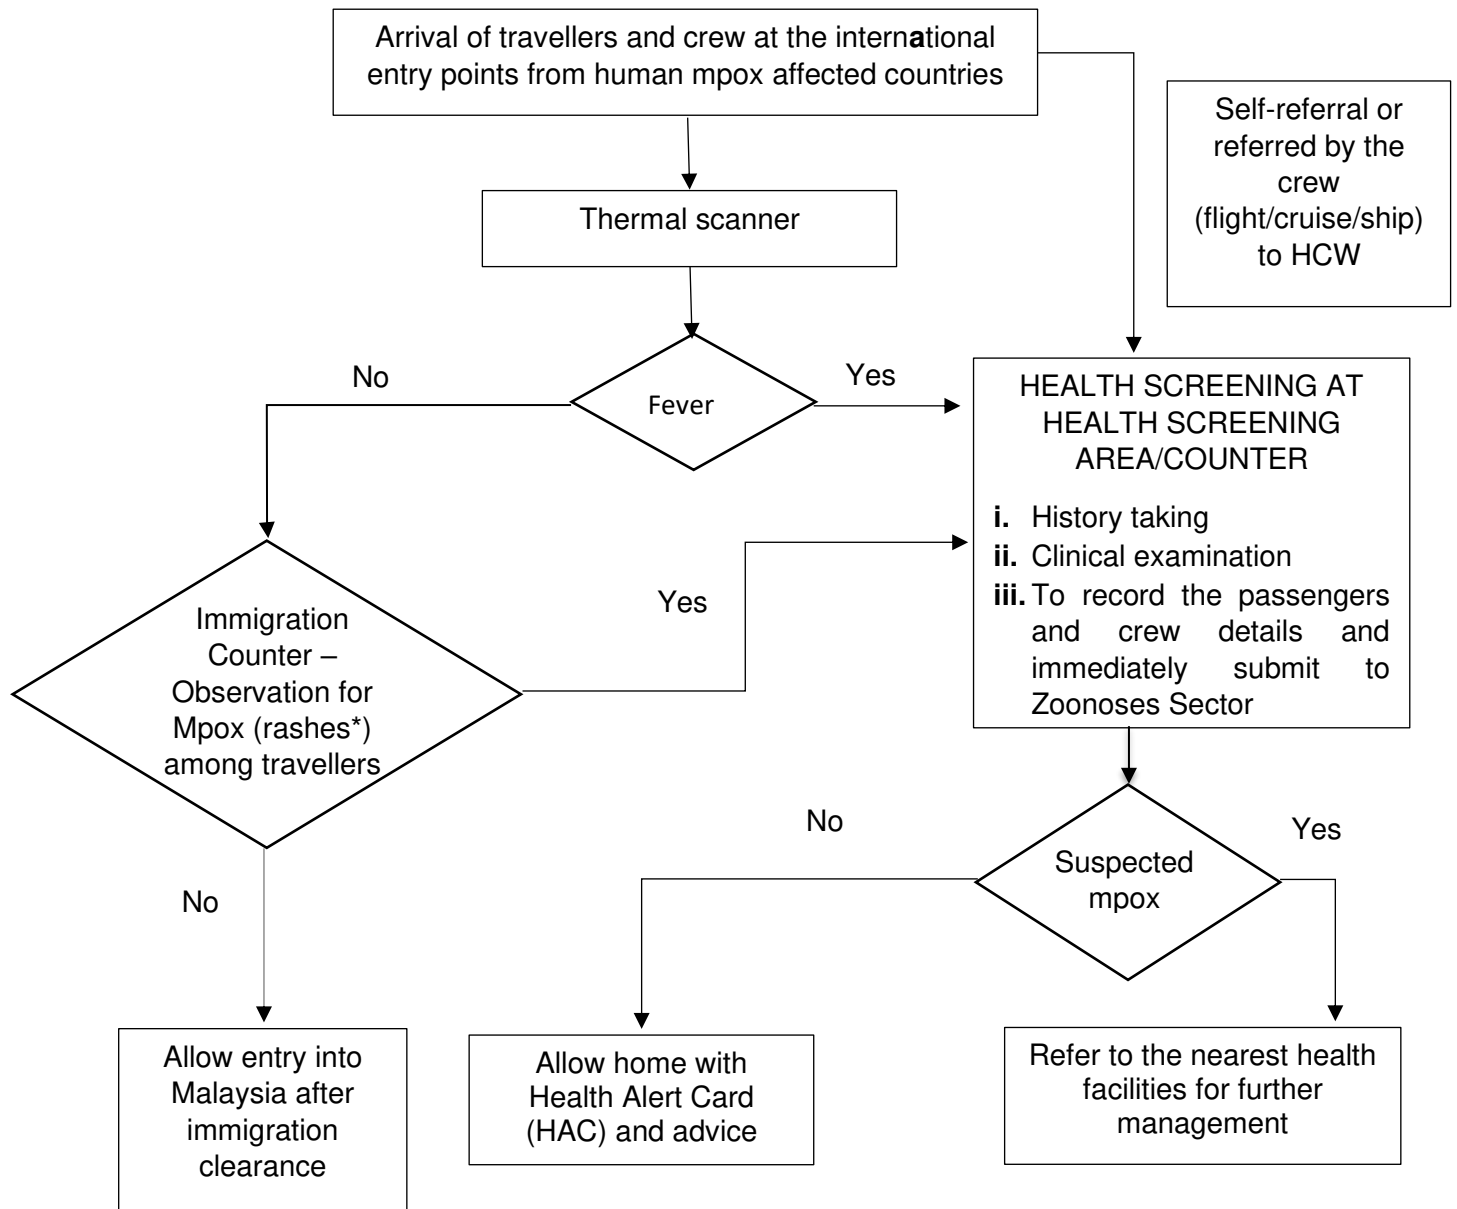 Arrival of travellers and crew at the international
entry points from human mpox affected countries
Self-referral or
referred by the
crew
(flight/cruise/ship)
to HCW
Thermal scanner
No
Fever
Yes
HEALTH SCREENING AT
HEALTH SCREENING
AREA/COUNTER
i. History taking
ii. Clinical examination
iii. To record the passengers
and crew details and
immediately submit to
Zoonoses Sector
Yes
Immigration
Counter –
Observation for
Mpox (rashes*)
among travellers
No
No
Suspected
mpox
Yes
Allow entry into
Malaysia after
immigration
clearance
Allow home with
Health Alert Card
(HAC) and advice
Refer to the nearest health
facilities for further
management